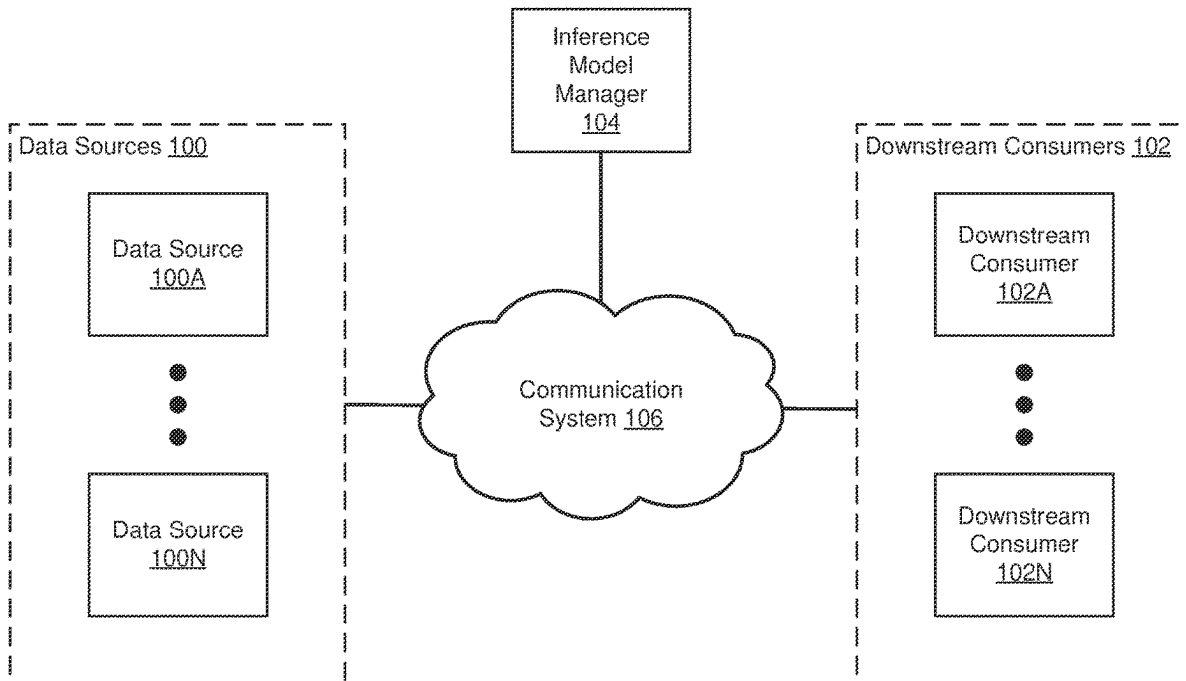 Inference
Model
Manager
104
Data Sources 100
Data Source
100A
Data Source
100N
Communication
System 106
Downstream Consumers 102
Downstream
Consumer
102A
Downstream
Consumer
102N